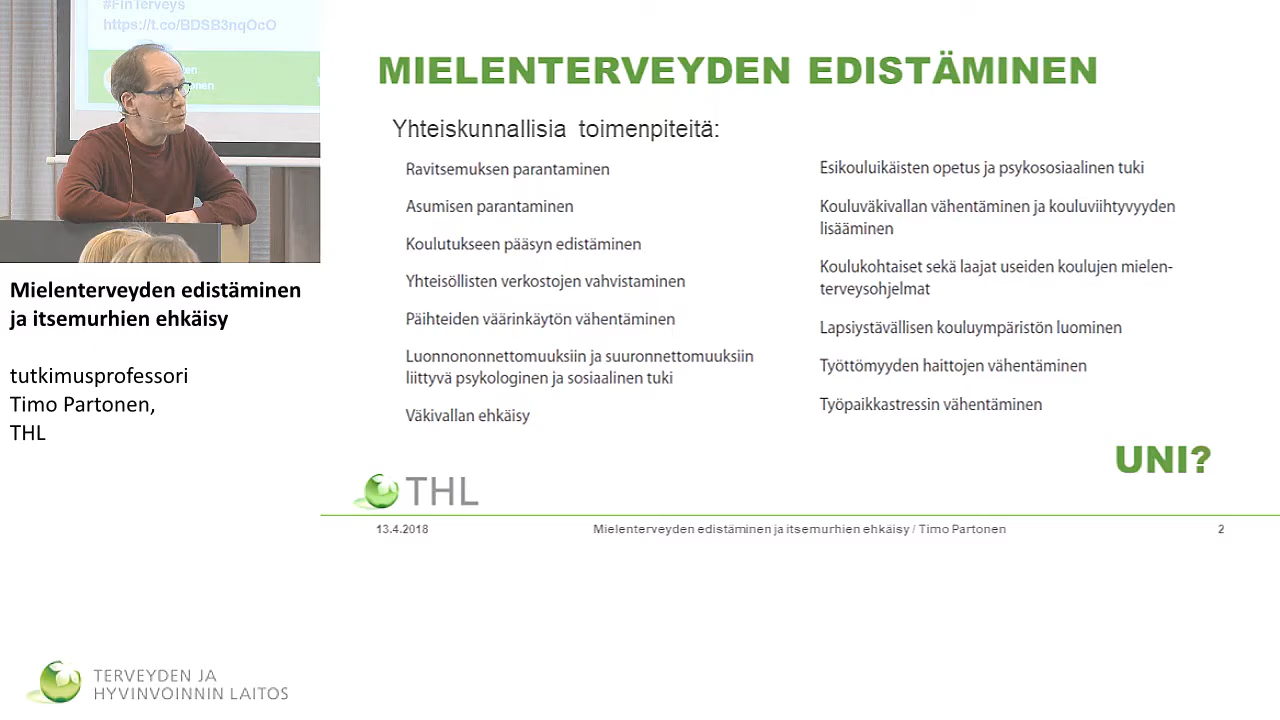 #FinTerveys
https://t.co/BDSB3nqOcO
Mielenterveyden edistäminen
ja itsemurhien ehkäisy
tutkimusprofessori
Timo Partonen,
THL
MIELENTERVEYDEN EDISTÄMINEN
Yhteiskunnallisia toimenpiteitä:
Ravitsemuksen parantaminen
Asumisen parantaminen
Koulutukseen pääsyn edistäminen
Yhteisöllisten verkostojen vahvistaminen
Päihteiden väärinkäytön vähentäminen
Luonnononnettomuuksiin ja suuronnettomuuksiin
liittyvä psykologinen ja sosiaalinen tuki
Väkivallan ehkäisy
Esikouluikäisten opetus ja psykososiaalinen tuki
Kouluväkivallan vähentäminen ja kouluviihtyvyyden
lisääminen
Koulukohtaiset sekä laajat useiden koulujen mielen-
terveysohjelmat
Lapsiystävällisen kouluympäristön luominen
Työttömyyden haittojen vähentäminen
Työpaikkastressin vähentäminen
UNI?
THL
13.4.2018
Mielenterveyden edistäminen ja itsemurhien ehkäisy / Timo Partonen
2
TERVEYDEN JA
HYVINVOINNIN LAITOS